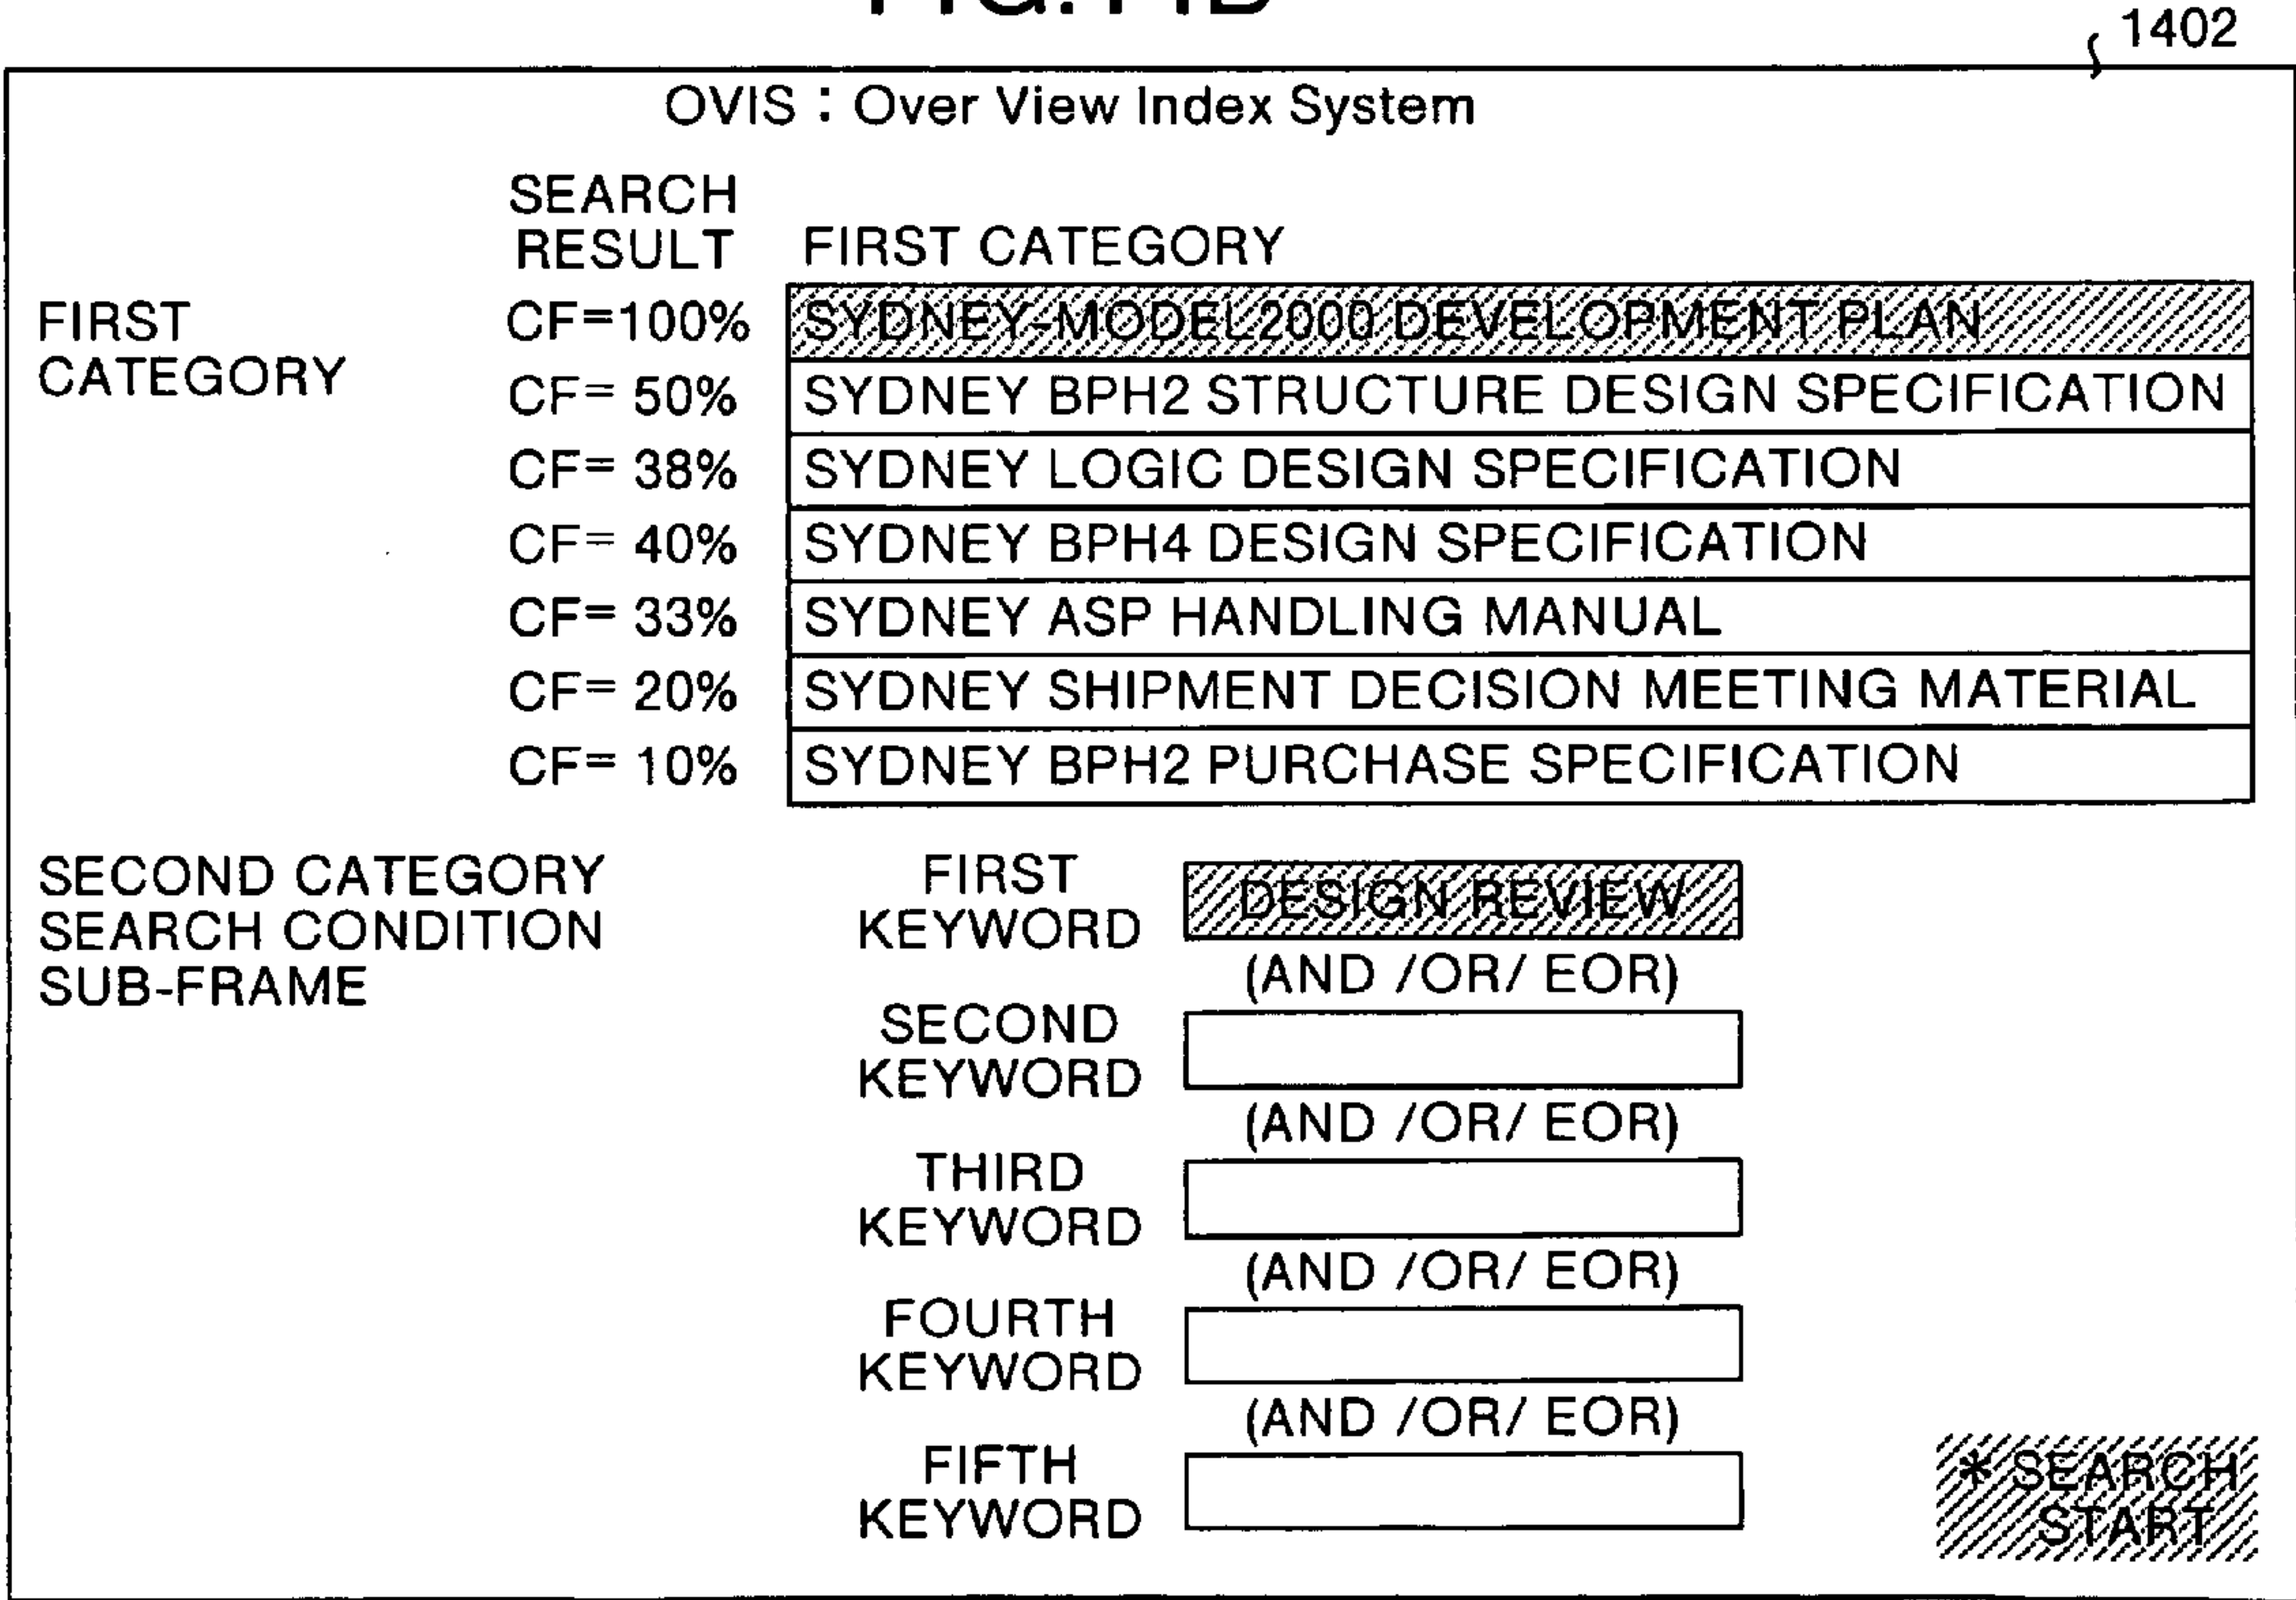 1402
OVIS : Over View Index System
SEARCH
RESULT FIRST CATEGORY
FIRST
CATEGORY
CF=100% SYDNEY-MODEL2000 DEVELOPMENT PLAN
CF= 50% SYDNEY BPH2 STRUCTURE DESIGN SPECIFICATION
CF= 38% SYDNEY LOGIC DESIGN SPECIFICATION
CF= 40% SYDNEY BPH4 DESIGN SPECIFICATION
CF= 33% SYDNEY ASP HANDLING MANUAL
CF= 20% SYDNEY SHIPMENT DECISION MEETING MATERIAL
CF= 10% SYDNEY BPH2 PURCHASE SPECIFICATION
SECOND CATEGORY
SEARCH CONDITION
SUB-FRAME
FIRST
KEYWORD
DESIGN REVIEW
(AND /OR/ EOR)
SECOND
KEYWORD
(AND /OR/ EOR)
THIRD
KEYWORD
(AND /OR/ EOR)
FOURTH
KEYWORD
(AND /OR/ EOR)
FIFTH
KEYWORD
* SEARCH
START